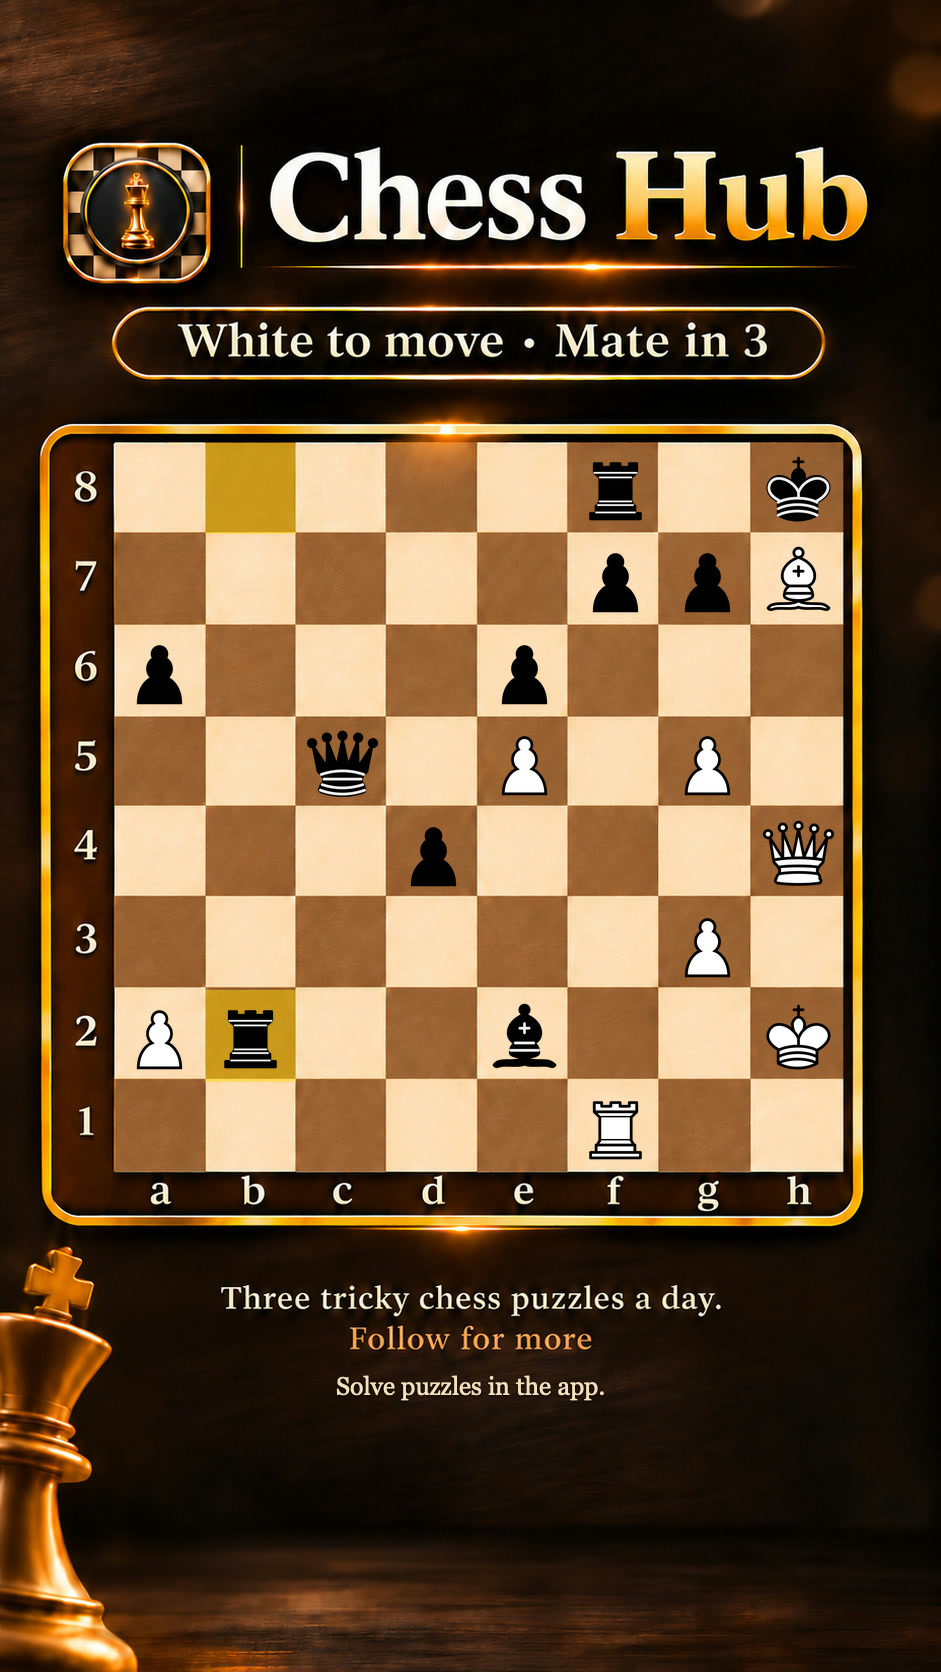 Chess Hub
White to move • Mate in 3
8
7
6
5
4
3
2
1
a b c d e f g h
Three tricky chess puzzles a day.
Follow for more
Solve puzzles in the app.